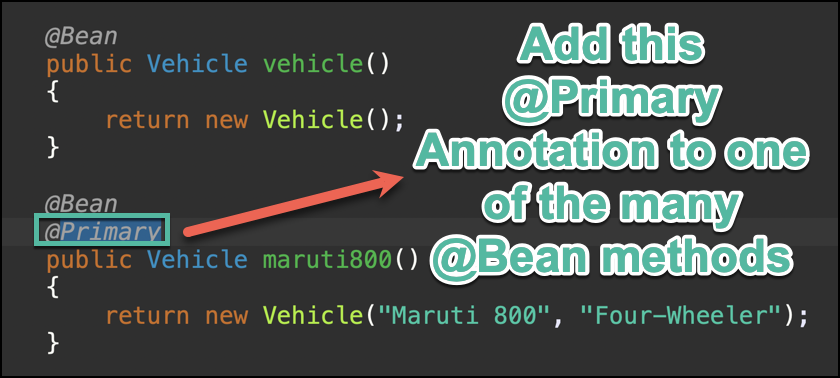 @Bean
public Vehicle vehicle()
{
return new Vehicle();
}
@Bean
@Primary
public Vehicle maruti800()
{
return new Vehicle("Maruti 800", "Four-Wheeler");
}
Add this
@Primary
Annotation to one
of the many
@Bean methods